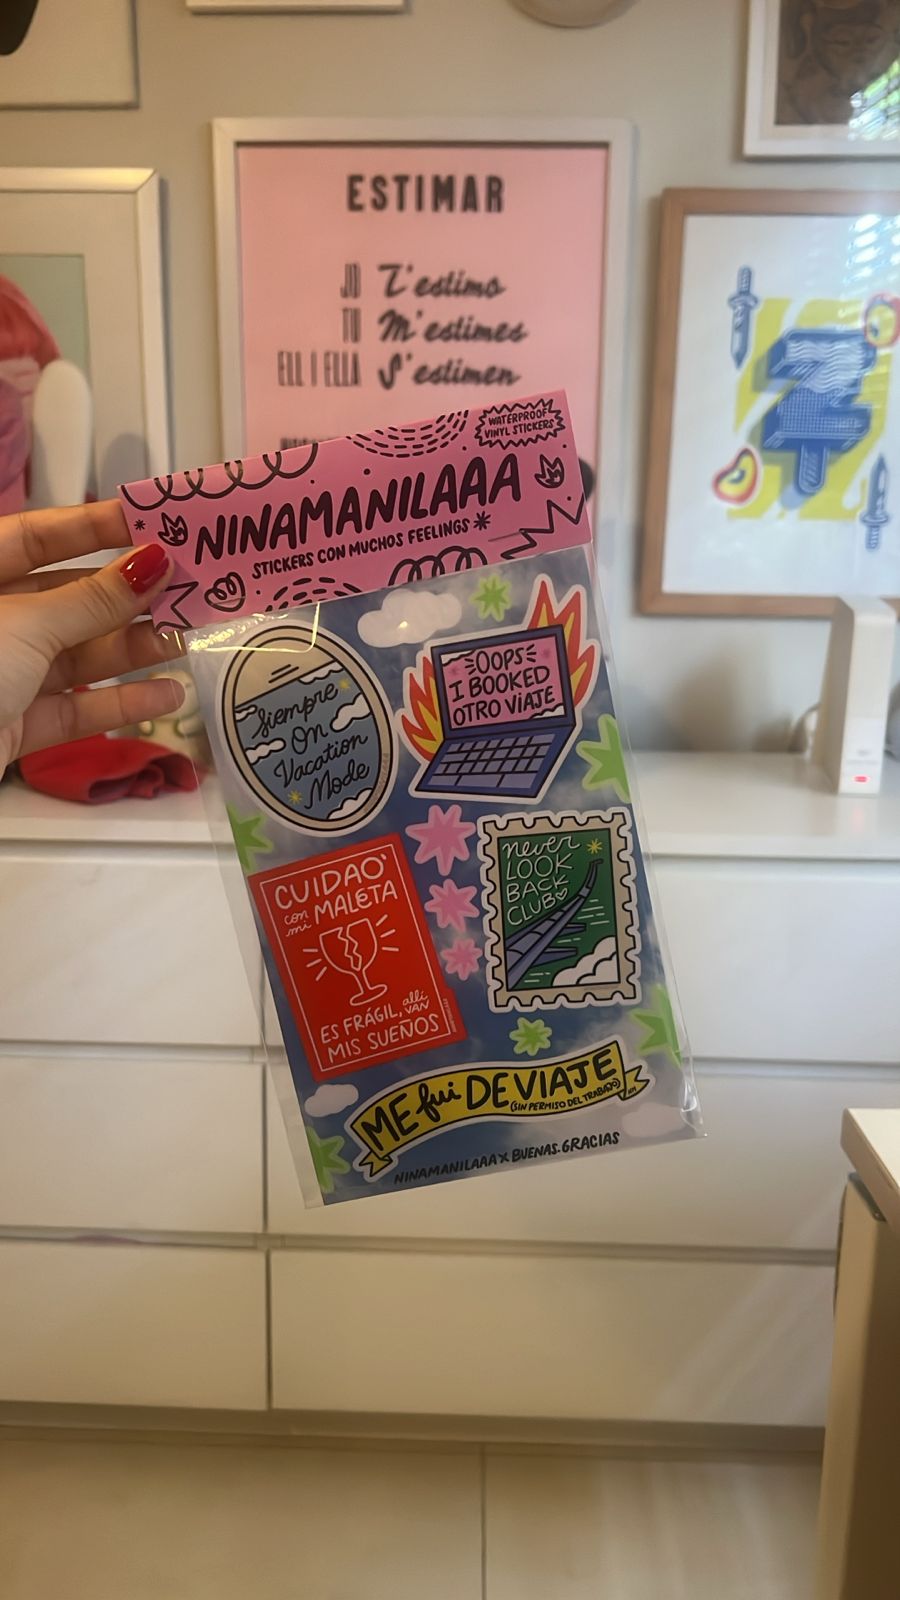 ESTIMAR
JO T'estimo
TU M'estimes
ELL I ELLA S'estimen
WATERPROOF
VINYL STICKERS
NINAMANILAAA
STICKERS CON MUCHOS FEELINGS
Siempre
On
Vacation
Mode
OOPS
I BOOKED
OTRO VIAJE
CUIDAO'
con mi MALETA
ES FRÁGIL, allí VAN
MIS SUEÑOS
never
LOOK
BACK
CLUB
ME fui DE VIAJE
(SIN PERMISO DEL TRABAJO)
NINAMANILAAA X BUENAS.GRACIAS